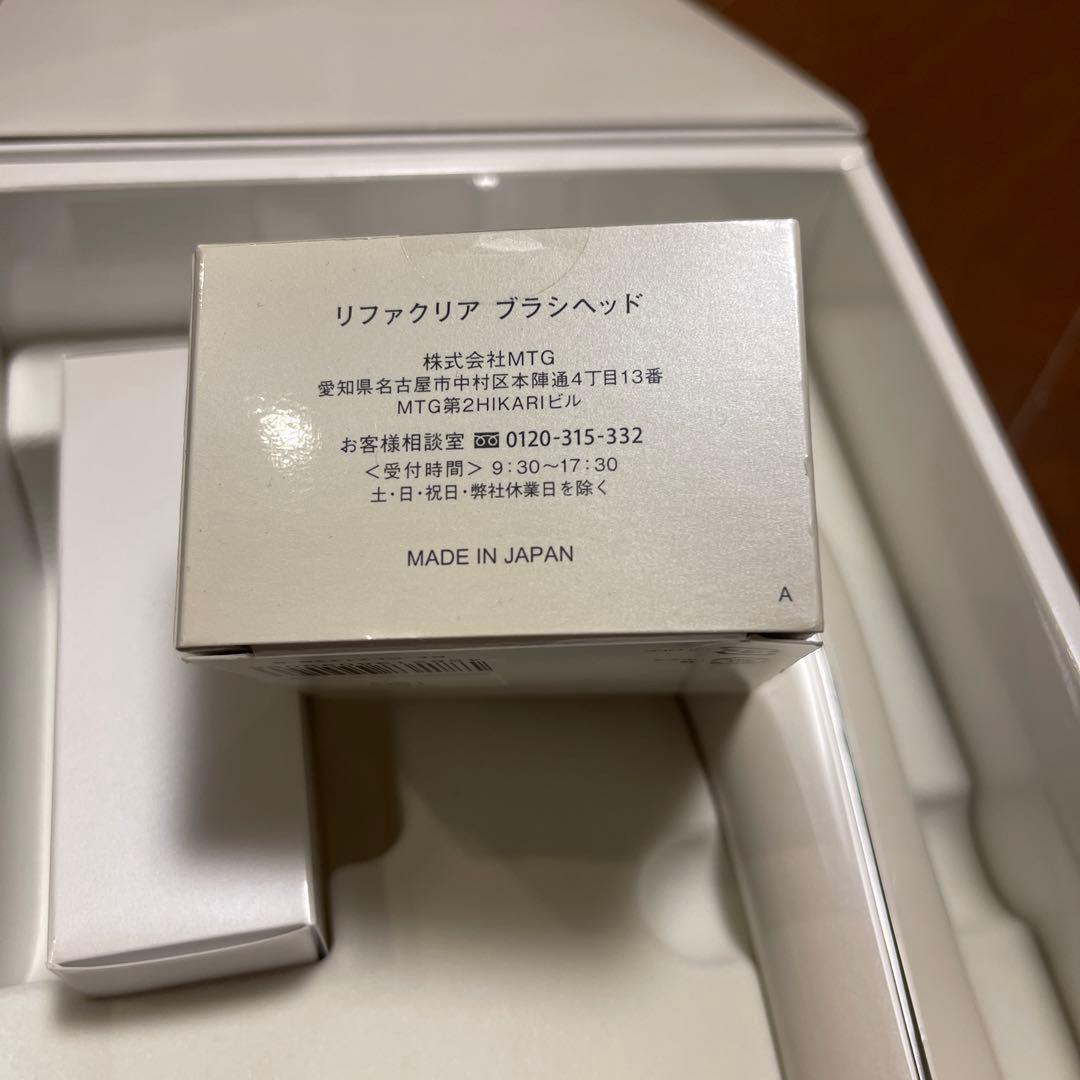 リファクリア ブラシヘッド
株式会社MTG
愛知県名古屋市中村区本陣通4丁目13番
MTG第2HIKARIビル
お客様相談室 0120-315-332
＜受付時間＞ 9:30～17:30
土・日・祝日・弊社休業日を除く
MADE IN JAPAN
A